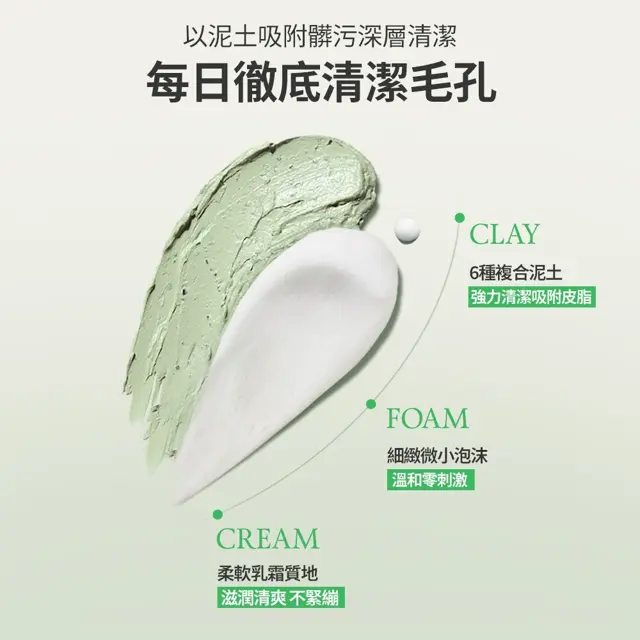 以泥土吸附髒污深層清潔
每日徹底清潔毛孔
CLAY
6種複合泥土
強力清潔吸附皮脂
FOAM
細緻微小泡沫
溫和零刺激
CREAM
柔軟乳霜質地
滋潤清爽 不緊繃